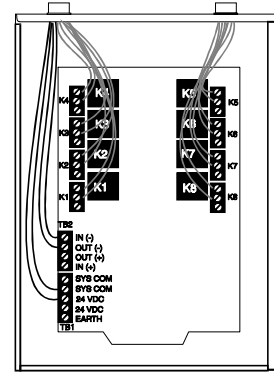 K4 K4 K5 K5
K3 K3 K6 K6
K2 K2 K7 K7
K1 K1 K8 K8
TB2
IN (-)
OUT (-)
OUT (+)
IN (+)
SYS COM
SYS COM
24 VDC
24 VDC
EARTH
TB1